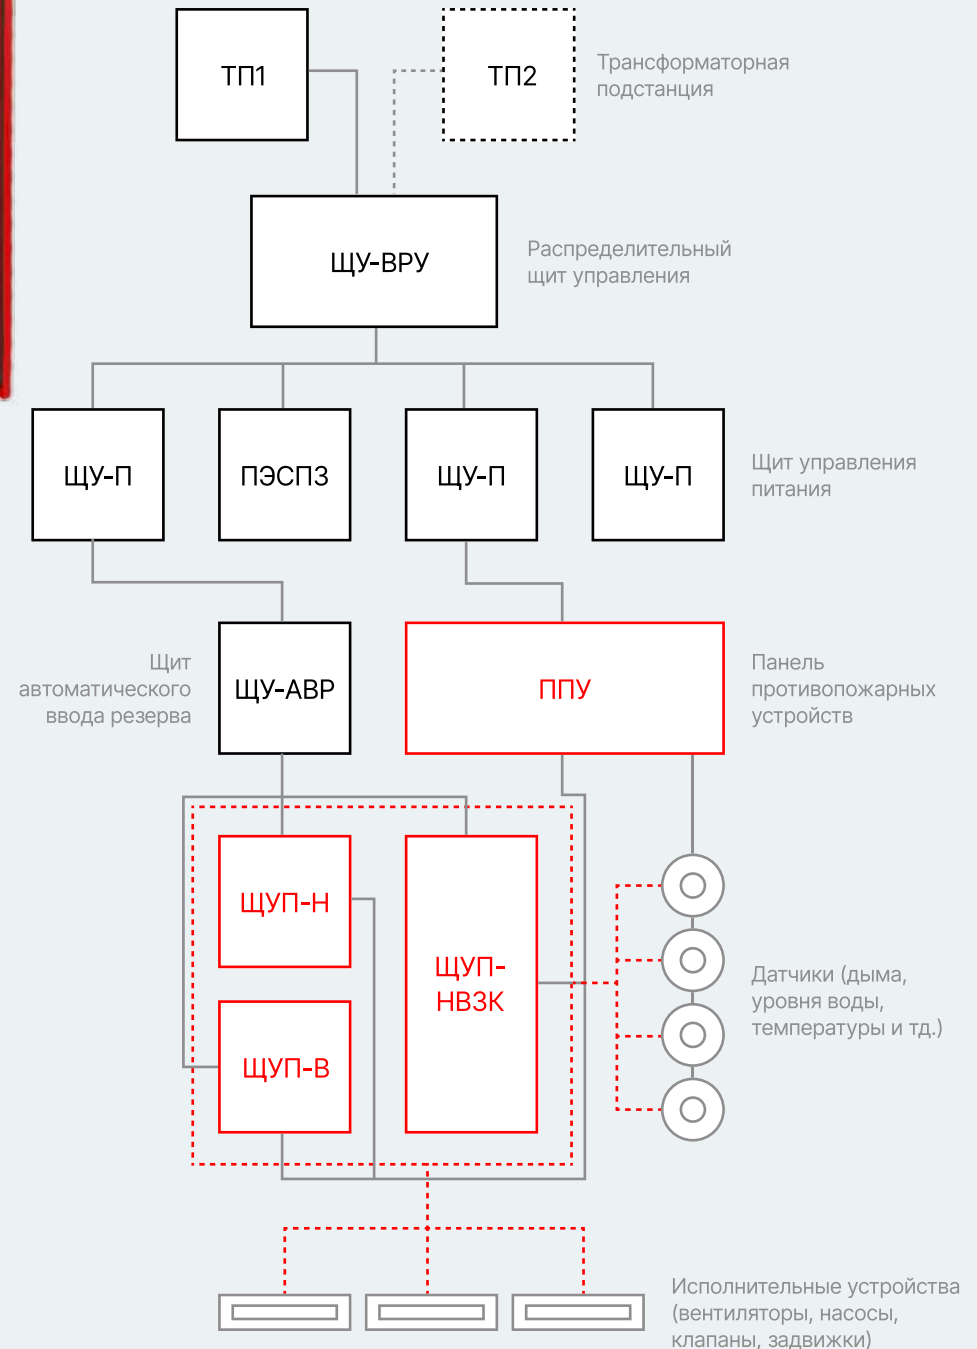 ТП1
ТП2
Трансформаторная
подстанция
ЩУ-ВРУ
Распределительный
щит управления
ЩУ-П
ПЭСПЗ
ЩУ-П
ЩУ-П
Щит управления
питания
Щит
автоматического
ввода резерва
ЩУ-АВР
ППУ
Панель
противопожарных
устройств
ЩУП-Н
ЩУП-
НВЗК
ЩУП-В
Датчики (дыма,
уровня воды,
температуры и тд.)
Исполнительные устройства
(вентиляторы, насосы,
клапаны, задвижки)